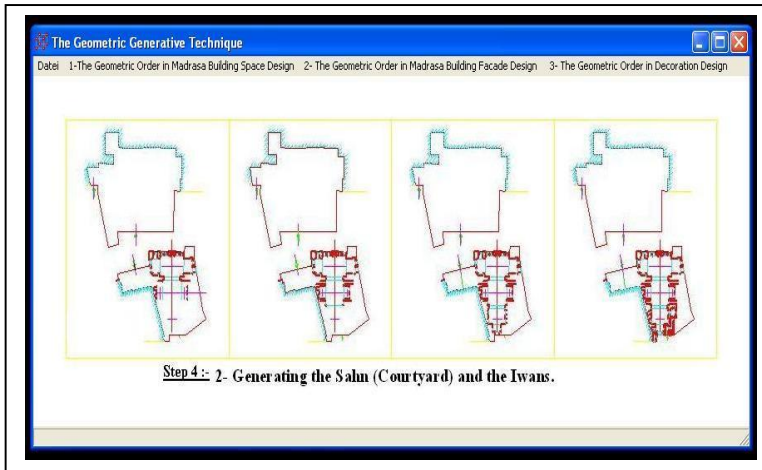 The Geometric Generative Technique
Datei 1-The Geometric Order in Madrasa Building Space Design 2- The Geometric Order in Madrasa Building Facade Design 3- The Geometric Order in Decoration Design
Step 4 :- 2- Generating the Sahn (Courtyard) and the Iwans.